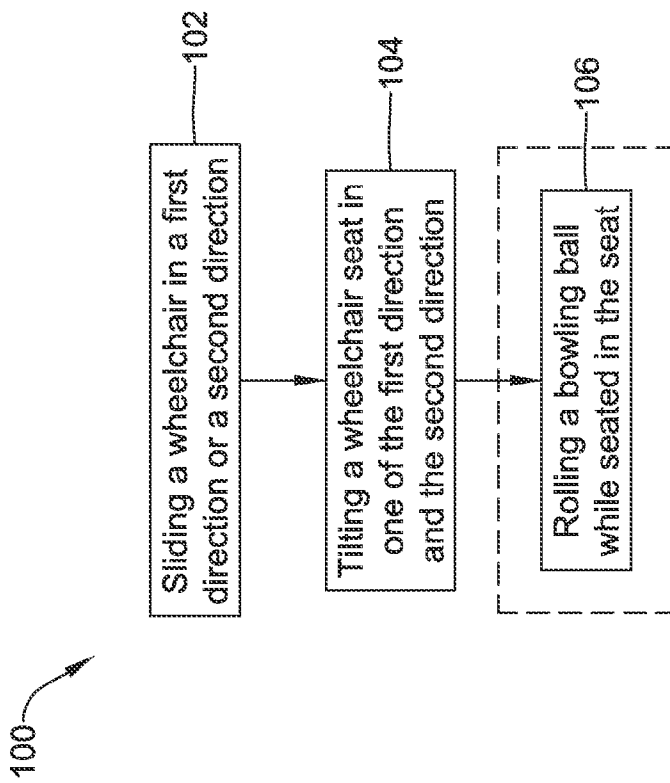 100
Sliding a wheelchair in a first
direction or a second direction
102
Tilting a wheelchair seat in
one of the first direction
and the second direction
104
Rolling a bowling ball
while seated in the seat
106